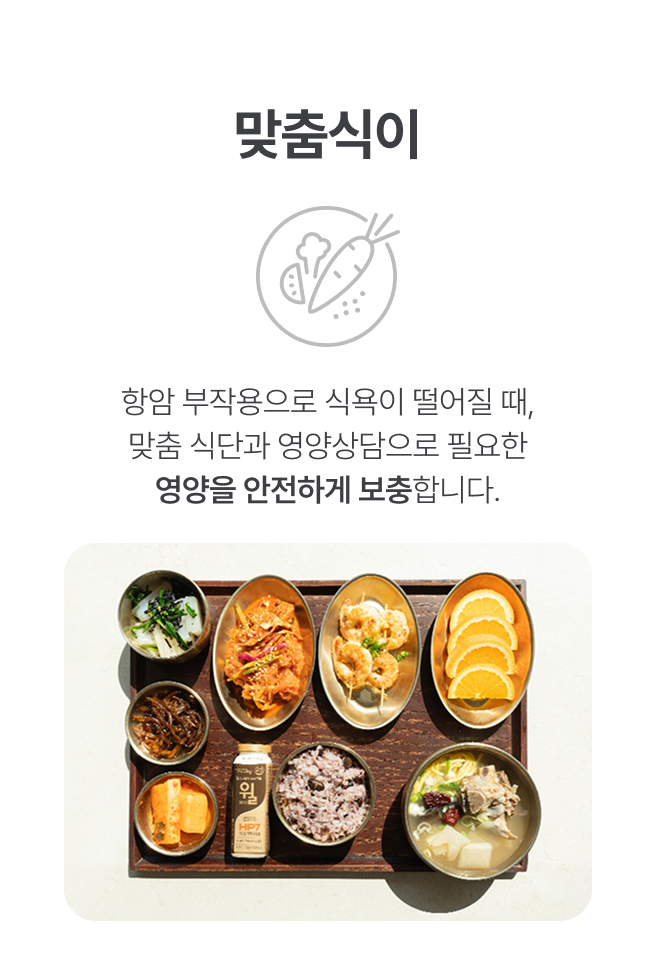 맞춤식이
항암 부작용으로 식욕이 떨어질 때,
맞춤 식단과 영양상담으로 필요한
영양을 안전하게 보충합니다.
윌
HP7